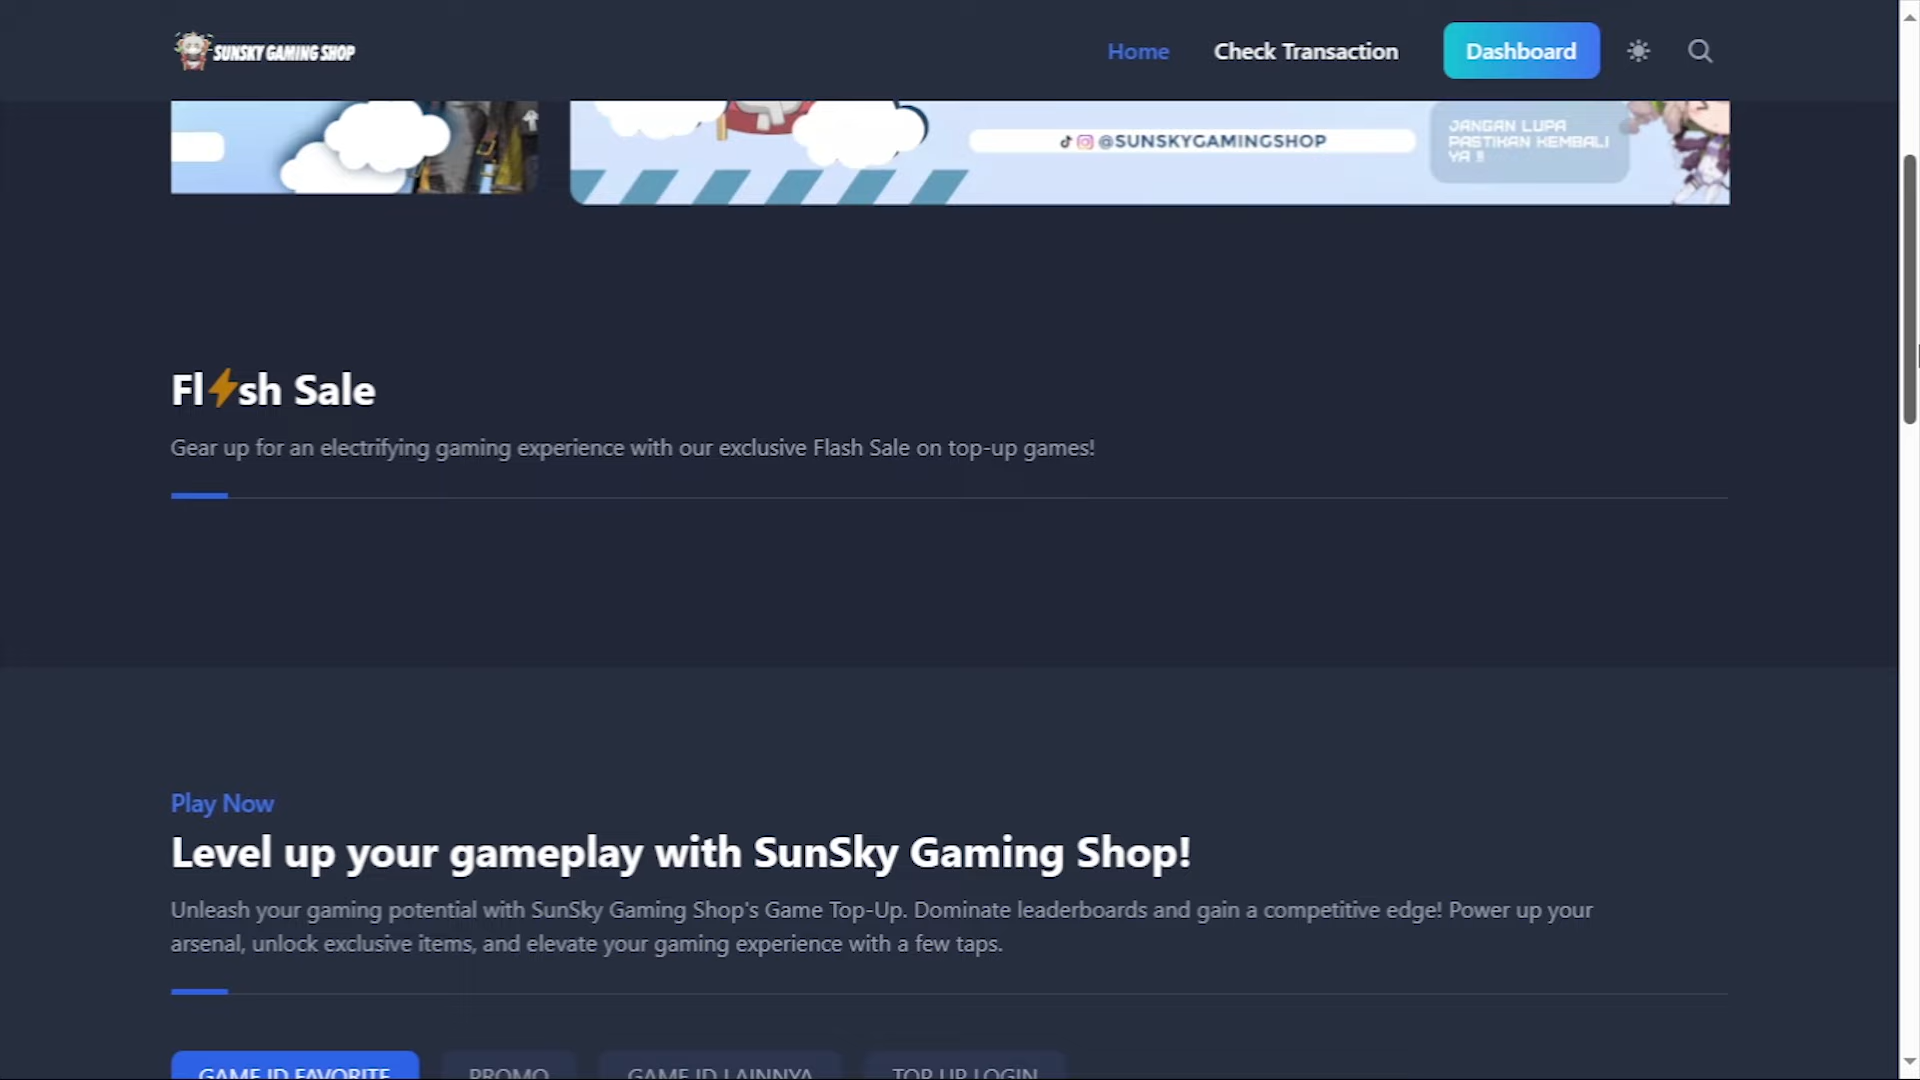 SUNSKY GAMING SHOP
Home
Check Transaction
Dashboard
@SUNSKYGAMINGSHOP
JANGAN LUPA
PASTIKAN KEMBALI
YA !!
Fl⚡sh Sale
Gear up for an electrifying gaming experience with our exclusive Flash Sale on top-up games!
Play Now
Level up your gameplay with SunSky Gaming Shop!
Unleash your gaming potential with SunSky Gaming Shop's Game Top-Up. Dominate leaderboards and gain a competitive edge! Power up your
arsenal, unlock exclusive items, and elevate your gaming experience with a few taps.
GAME ID FAVORITE
PROMO
GAME ID LAINNYA
TOP UP LOGIN